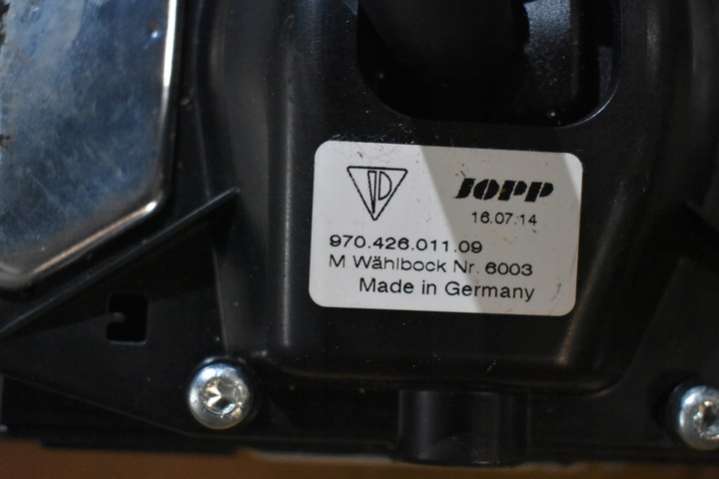 JOPP
16.07.14
970.426.011.09
M Wählbock Nr. 6003
Made in Germany